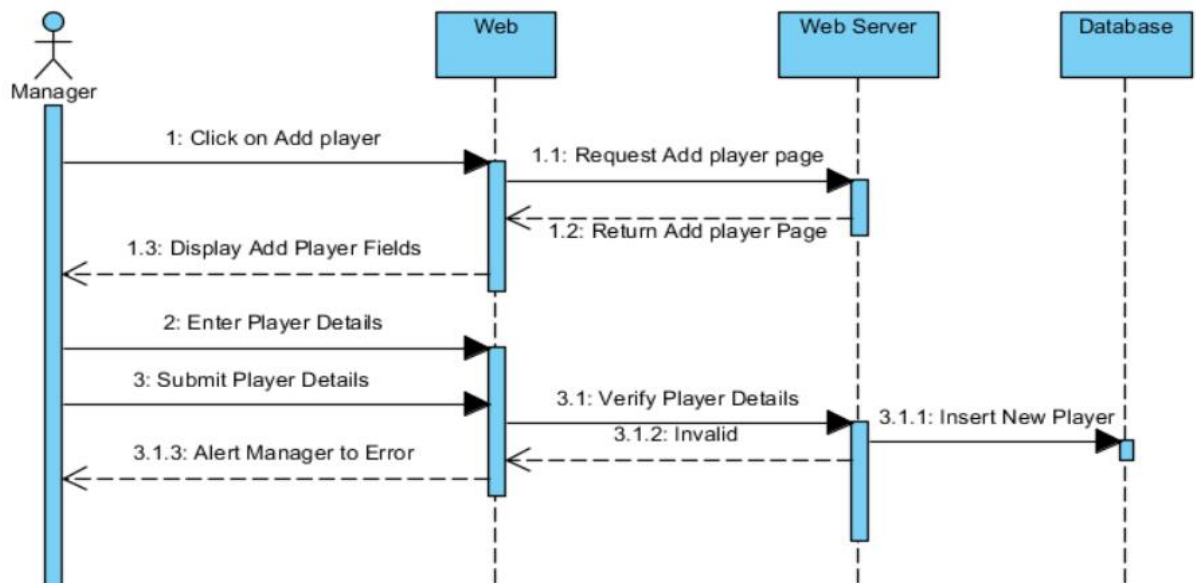 Web
Web Server
Database
Manager
1: Click on Add player
1.1: Request Add player page
1.2: Return Add player Page
1.3: Display Add Player Fields
2: Enter Player Details
3: Submit Player Details
3.1: Verify Player Details
3.1.1: Insert New Player
3.1.2: Invalid
3.1.3: Alert Manager to Error